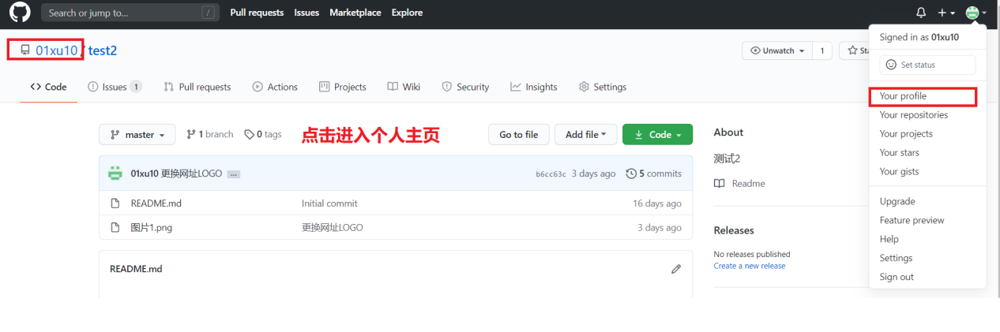 Search or jump to... /
Pull requests Issues Marketplace Explore
01xu10 / test2
Unwatch 1
Sta
Code
Issues 1
Pull requests
Actions
Projects
Wiki
Security
Insights
Settings
master
1 branch
0 tags
点击进入个人主页
Go to file
Add file
Code
01xu10 更换网址LOGO ...
b6cc63c 3 days ago
5 commits
README.md Initial commit 16 days ago
图片1.png 更换网址LOGO 3 days ago
README.md
About
测试2
Readme
Releases
No releases published
Create a new release
Signed in as 01xu10
Set status
Your profile
Your repositories
Your projects
Your stars
Your gists
Upgrade
Feature preview
Help
Settings
Sign out